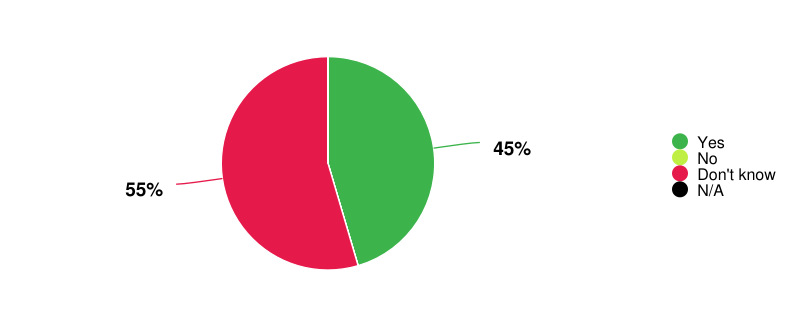 45%
55%
Yes
No
Don't know
N/A